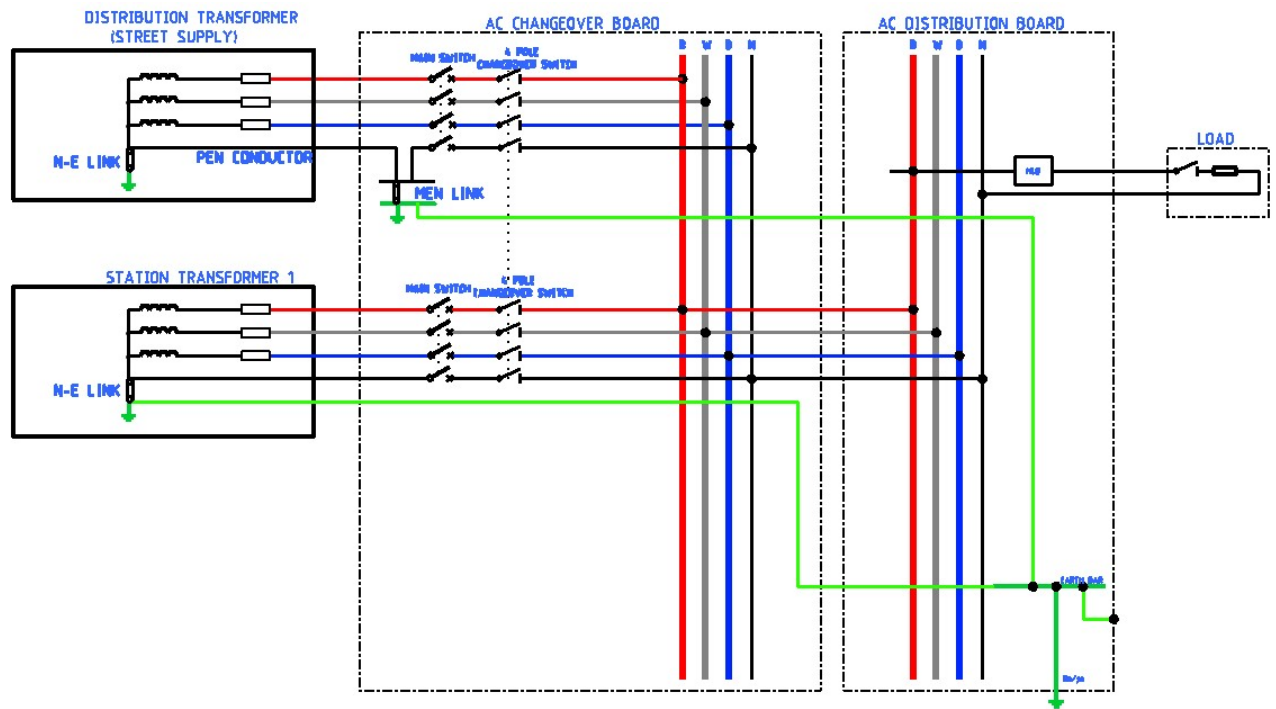 DISTRIBUTION TRANSFORMER
(STREET SUPPLY)
AC CHANGEOVER BOARD
AC DISTRIBUTION BOARD
R W B N
B W B N
MAIN SWITCH
4 POLE
CHANGEOVER SWITCH
N-E LINK
PEN CONDUCTOR
MEN LINK
LOAD
STATION TRANSFORMER 1
MAIN SWITCH
4 POLE
CHANGEOVER SWITCH
N-E LINK
EARTH BAR